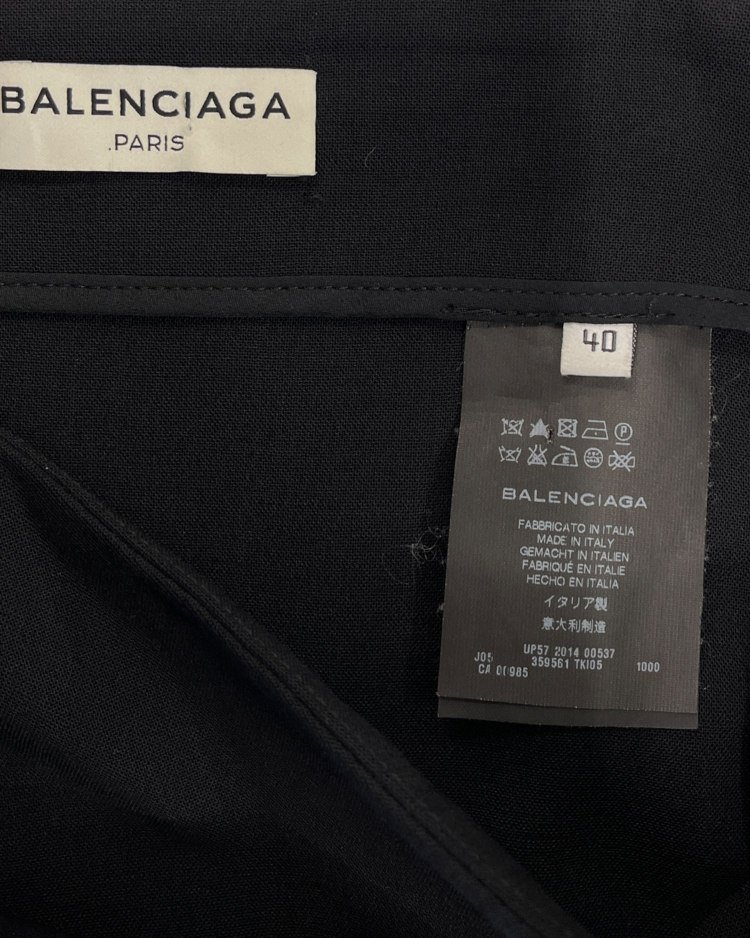 BALENCIAGA
.PARIS
40
BALENCIAGA
FABBRICATO IN ITALIA
MADE IN ITALY
GEMACHT IN ITALIEN
FABRIQUÉ EN ITALIE
HECHO EN ITALIA
イタリア製
意大利制造
UP57 2014 00537
J05 359561 TKI05 1000
CA 00985